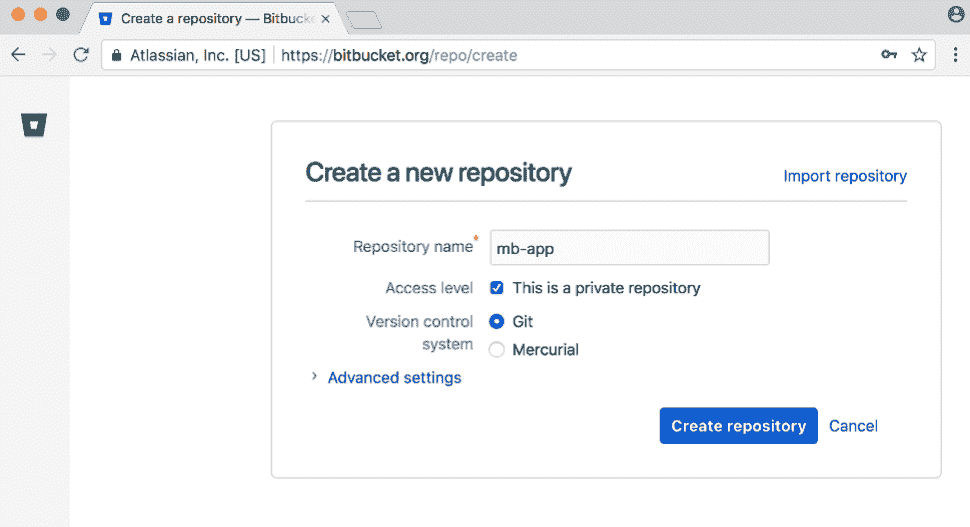 Create a repository — Bitbucke
Atlassian, Inc. [US] https://bitbucket.org/repo/create
Create a new repository
Import repository
Repository name* mb-app
Access level This is a private repository
Version control system
Git
Mercurial
Advanced settings
Create repository Cancel